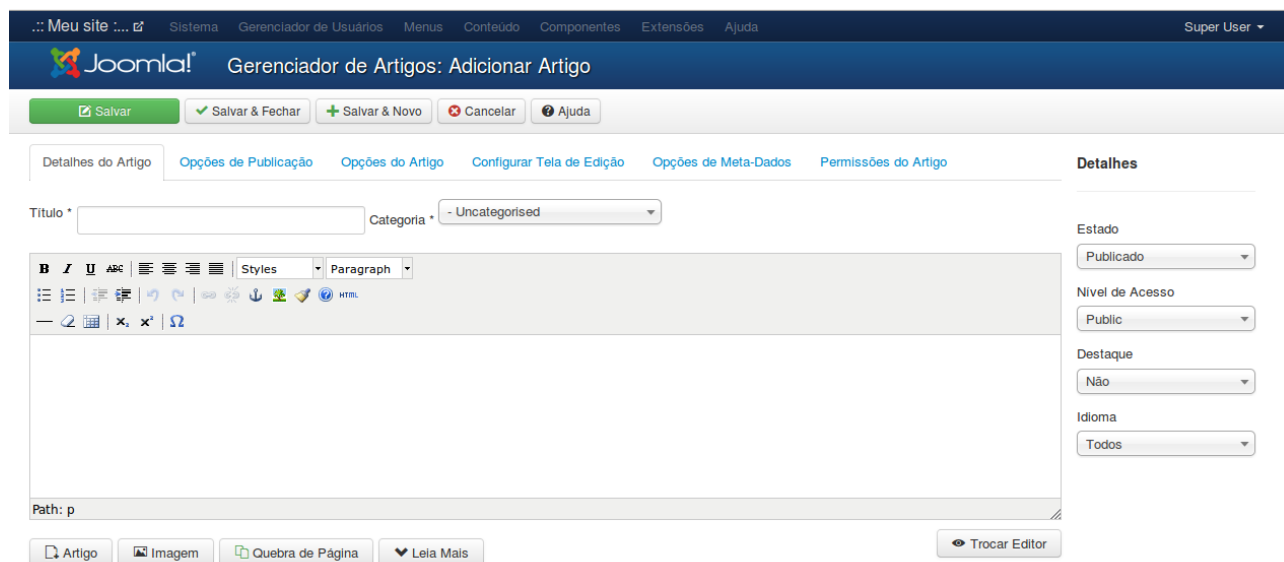 .:: Meu site :... Sistema Gerenciador de Usuários Menus Conteúdo Componentes Extensões Ajuda Super User
Joomla! Gerenciador de Artigos: Adicionar Artigo
Salvar Salvar & Fechar Salvar & Novo Cancelar Ajuda
Detalhes do Artigo Opções de Publicação Opções do Artigo Configurar Tela de Edição Opções de Meta-Dados Permissões do Artigo
Título * Categoria * - Uncategorised
B I U ABC Styles Paragraph
HTML
x₂ x² Ω
Path: p
Artigo Imagem Quebra de Página Leia Mais Trocar Editor
Detalhes
Estado
Publicado
Nível de Acesso
Public
Destaque
Não
Idioma
Todos